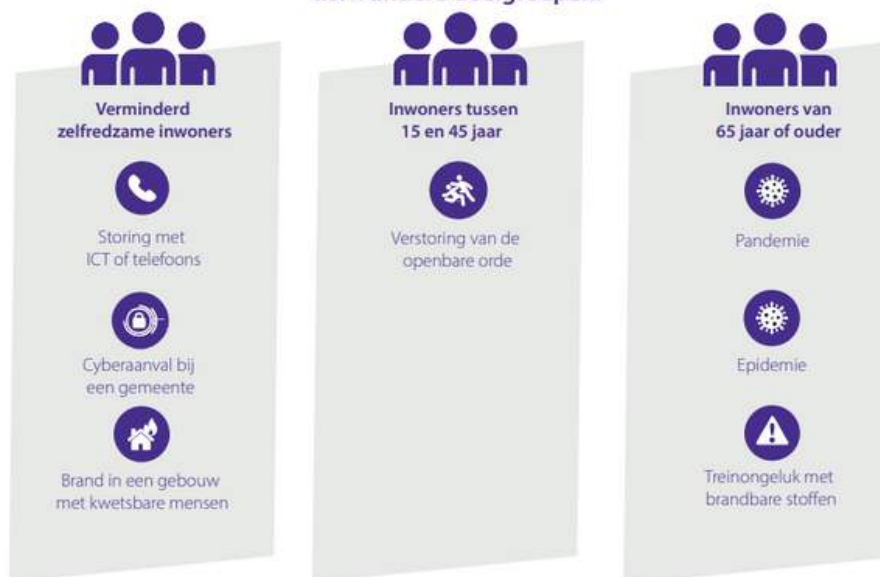 Verminderd
zelfredzame inwoners
Storing met
ICT of telefoons
Cyberaanval bij
een gemeente
Brand in een gebouw
met kwetsbare mensen
Inwoners tussen
15 en 45 jaar
Verstoring van de
openbare orde
Inwoners van
65 jaar of ouder
Pandemie
Epidemie
Treinongeluk met
brandbare stoffen